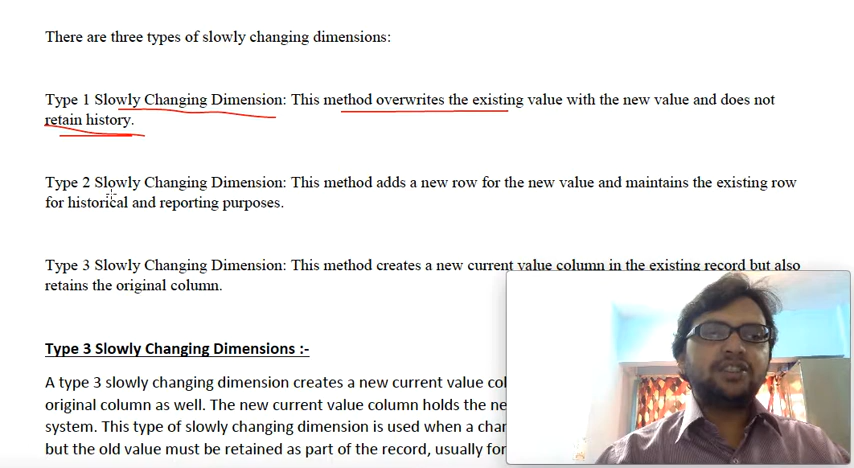 There are three types of slowly changing dimensions:
Type 1 Slowly Changing Dimension: This method overwrites the existing value with the new value and does not
retain history.
Type 2 Slowly Changing Dimension: This method adds a new row for the new value and maintains the existing row
for historical and reporting purposes.
Type 3 Slowly Changing Dimension: This method creates a new current value column in the existing record but also
retains the original column.
Type 3 Slowly Changing Dimensions :-
A type 3 slowly changing dimension creates a new current value
original column as well. The new current value column holds the
system. This type of slowly changing dimension is used when a
but the old value must be retained as part of the record, usually